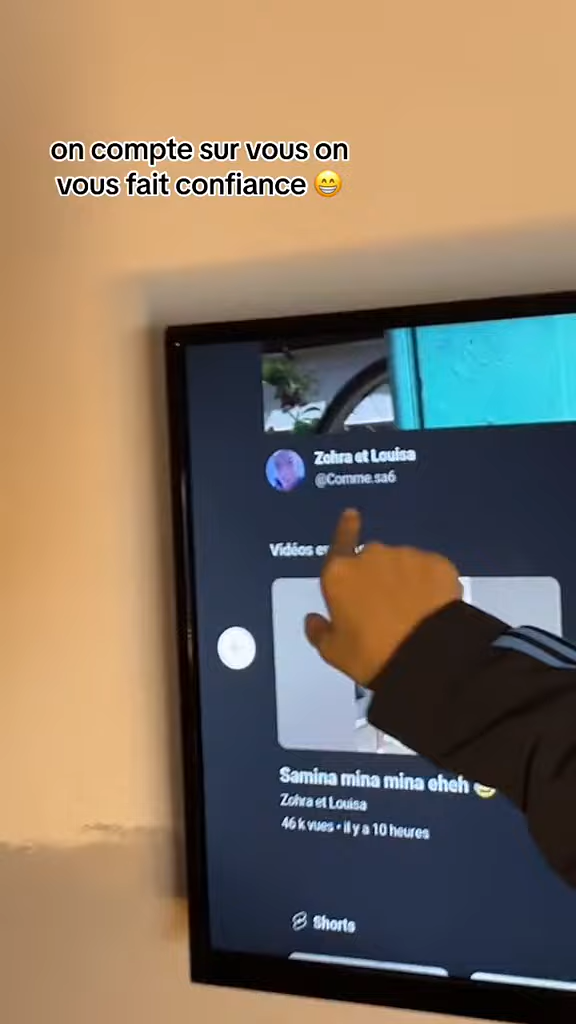 on compte sur vous on
vous fait confiance 😁
Zohra et Louisa
@Comme.sa6
Vidéos
Samina mina mina eheh
Zohra et Louisa
46 k vues • il y a 10 heures
Shorts